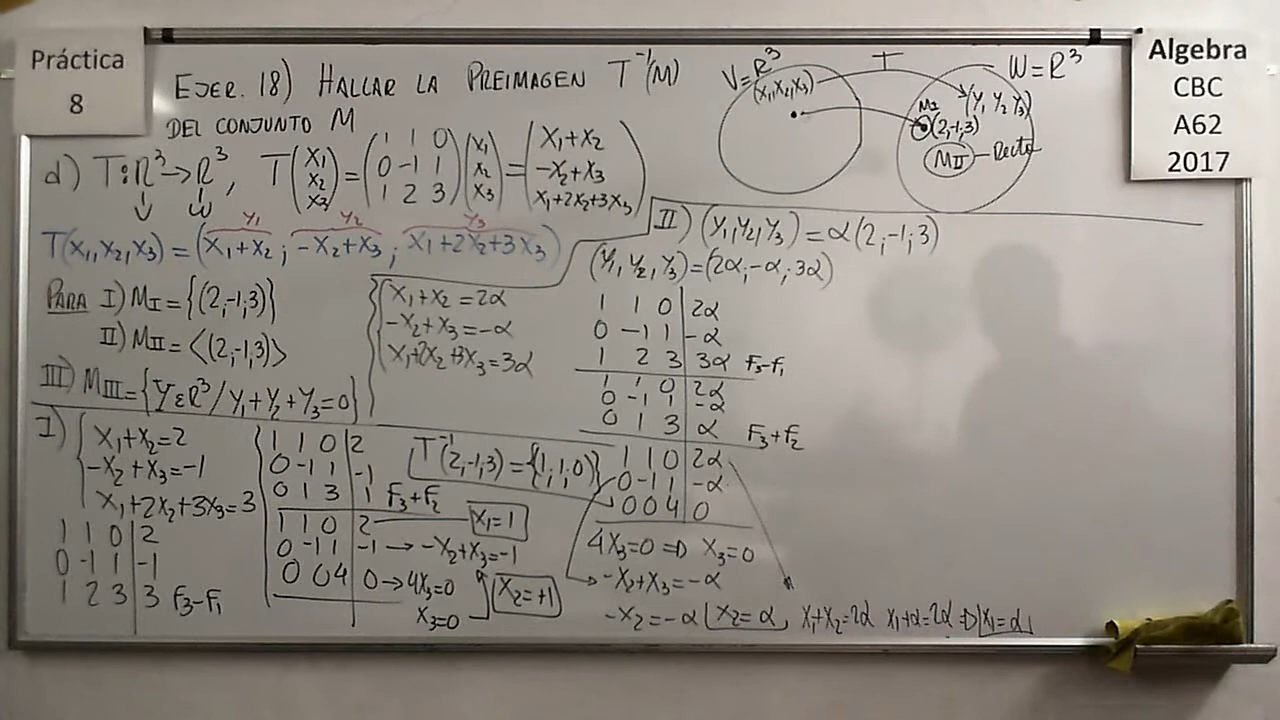 Práctica
8
Algebra
CBC
A62
2017
EJER. 18) HALLAR LA PREIMAGEN T⁻¹(M)
DEL CONJUNTO M
V=R³
(X₁,X₂,X₃)
T
W=R³
(Y₁ Y₂ Y₃)
M_I
(2,-1;3)
M_II - Recta
d) T:R³→R³, T(X₁ X₂ X₃) = (1 1 0 / 0 -1 1 / 1 2 3)(X₁ X₂ X₃) = (X₁+X₂ / -X₂+X₃ / X₁+2X₂+3X₃)
V W
Y₁ Y₂ Y₃
T(X₁,X₂,X₃) = (X₁+X₂ ; -X₂+X₃ ; X₁+2X₂+3X₃)
PARA I) M_I = {(2,-1,3)}
II) M_II = <(2,-1,3)>
III) M_III = {Y∈R³/Y₁+Y₂+Y₃=0}
I) X₁+X₂=2
-X₂+X₃=-1
X₁+2X₂+3X₃=3
1 1 0 | 2
0 -1 1 | -1
1 2 3 | 3 F₃-F₁
1 1 0 | 2
0 -1 1 | -1
0 1 3 | 1 F₃+F₂
1 1 0 | 2 X₁=1
0 -1 1 | -1 → -X₂+X₃=-1
0 0 4 | 0 → 4X₃=0 X₂=+1
X₃=0
T⁻¹(2,-1,3) = {1,1,0)}
II) (Y₁,Y₂,Y₃) = α(2,-1;3)
(Y₁,Y₂,Y₃) = (2α;-α;3α)
X₁+X₂=2α
-X₂+X₃=-α
X₁+2X₂+3X₃=3α
1 1 0 | 2α
0 -1 1 | -α
1 2 3 | 3α F₃-F₁
1 1 0 | 2α
0 -1 1 | -α
0 1 3 | α F₃+F₂
1 1 0 | 2α
0 -1 1 | -α
0 0 4 | 0
4X₃=0 ⇒ X₃=0
-X₂+X₃=-α
-X₂=-α X₂=α X₁+X₂=2α X₁+α=2α ⇒ X₁=α